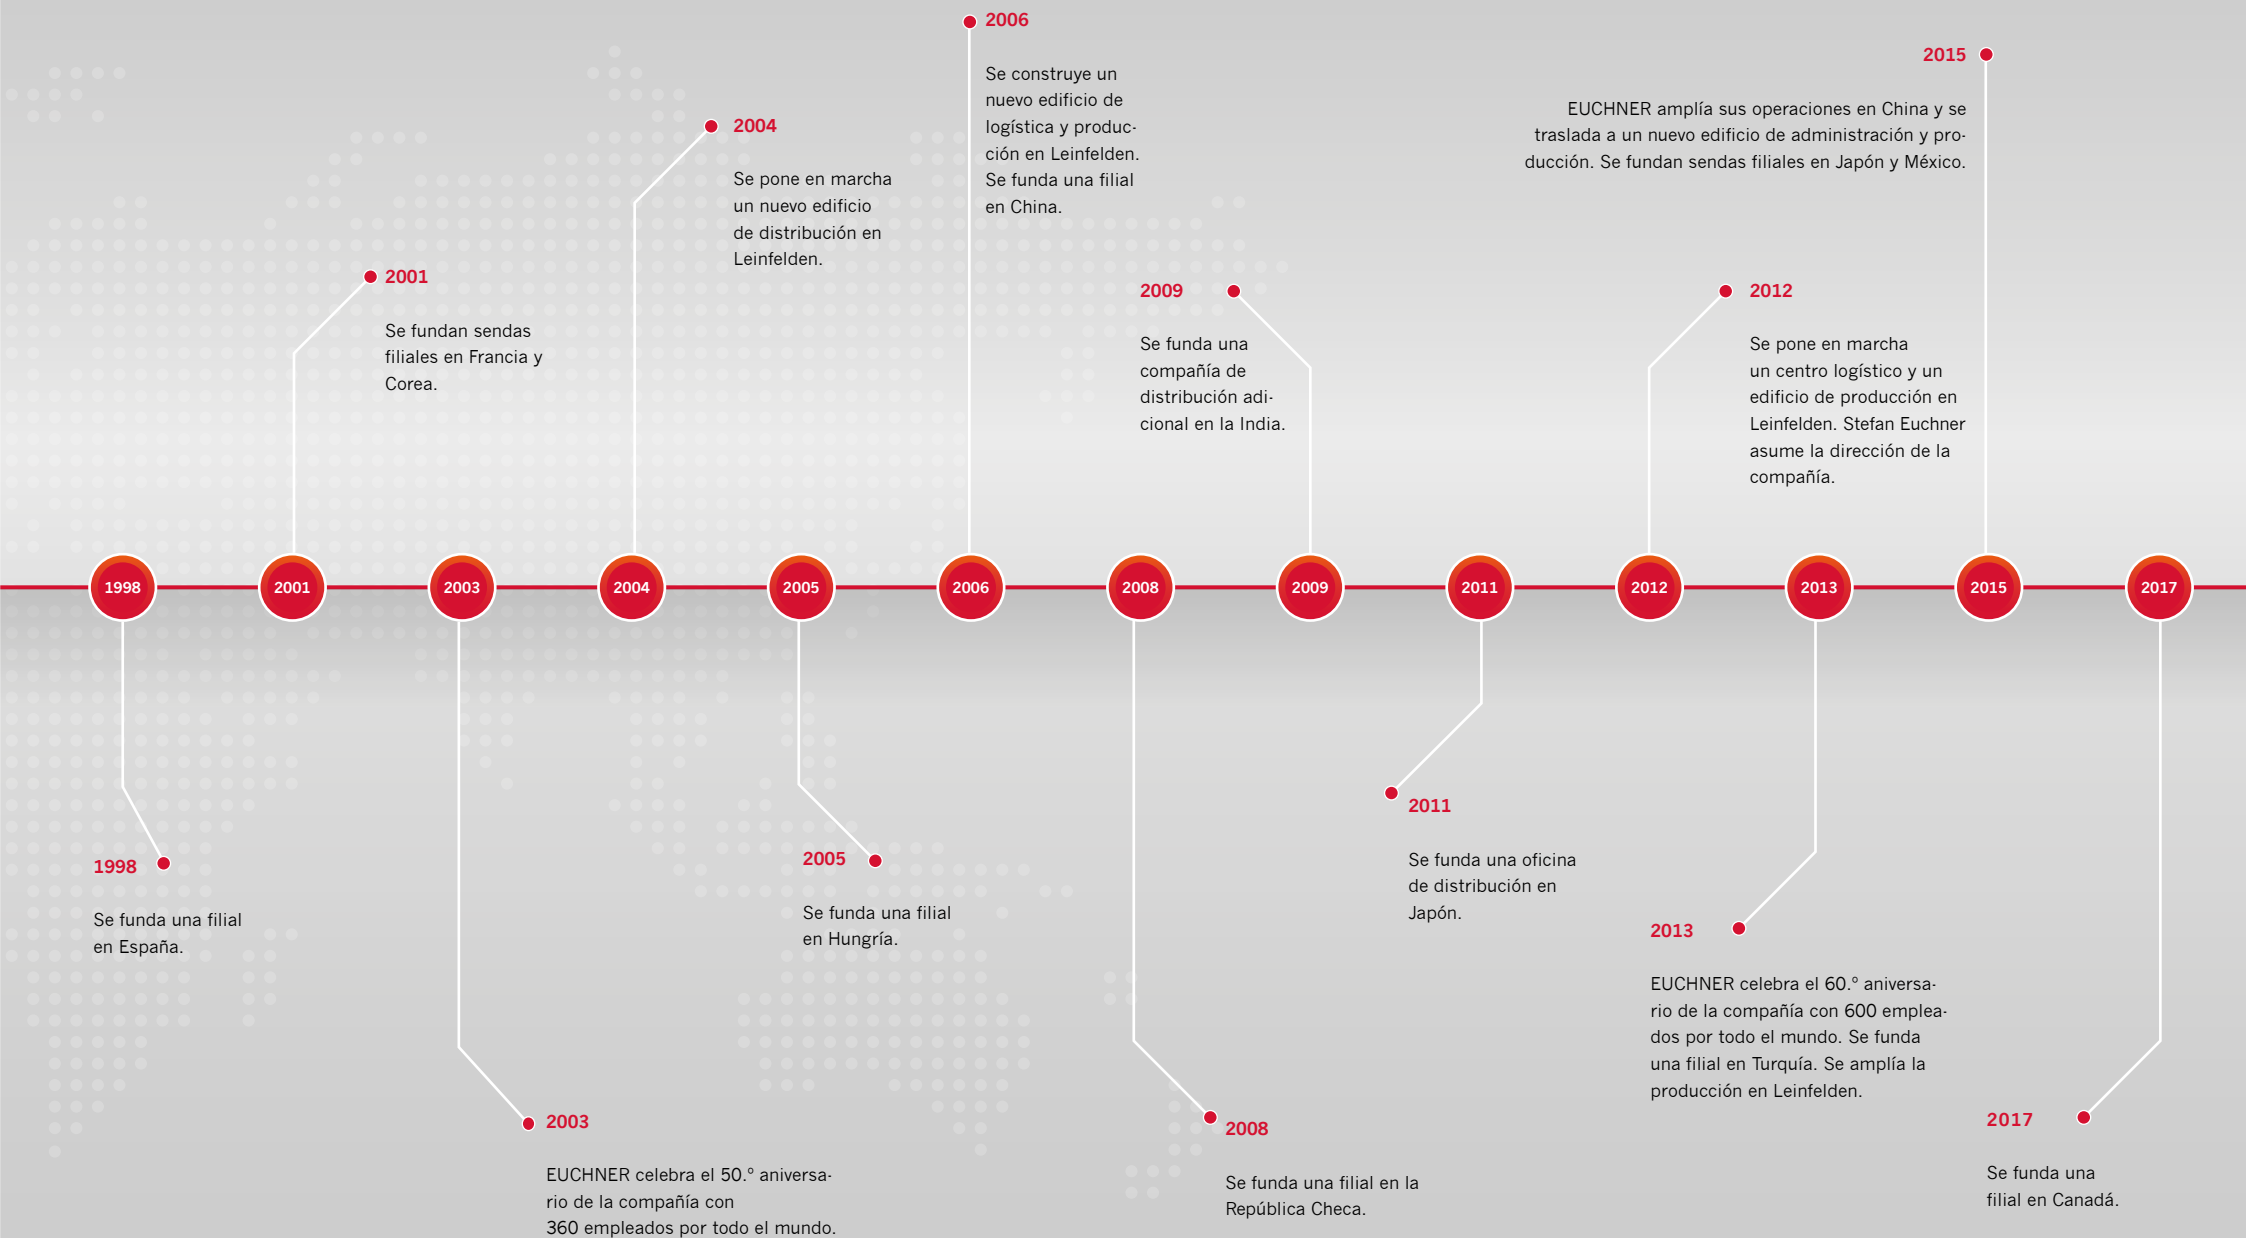 2006
Se construye un
nuevo edificio de
logística y produc-
ción en Leinfelden.
Se funda una filial
en China.
2015
EUCHNER amplía sus operaciones en China y se
traslada a un nuevo edificio de administración y pro-
ducción. Se fundan sendas filiales en Japón y México.
2004
Se pone en marcha
un nuevo edificio
de distribución en
Leinfelden.
2001
Se fundan sendas
filiales en Francia y
Corea.
2009
Se funda una
compañía de
distribución adi-
cional en la India.
2012
Se pone en marcha
un centro logístico y un
edificio de producción en
Leinfelden. Stefan Euchner
asume la dirección de la
compañía.
1998 2001 2003 2004 2005 2006 2008 2009 2011 2012 2013 2015 2017
1998
Se funda una filial
en España.
2005
Se funda una filial
en Hungría.
2011
Se funda una oficina
de distribución en
Japón.
2013
EUCHNER celebra el 60.º aniversa-
rio de la compañía con 600 emplea-
dos por todo el mundo. Se funda
una filial en Turquía. Se amplía la
producción en Leinfelden.
2003
EUCHNER celebra el 50.º aniversa-
rio de la compañía con
360 empleados por todo el mundo.
2008
Se funda una filial en la
República Checa.
2017
Se funda una
filial en Canadá.